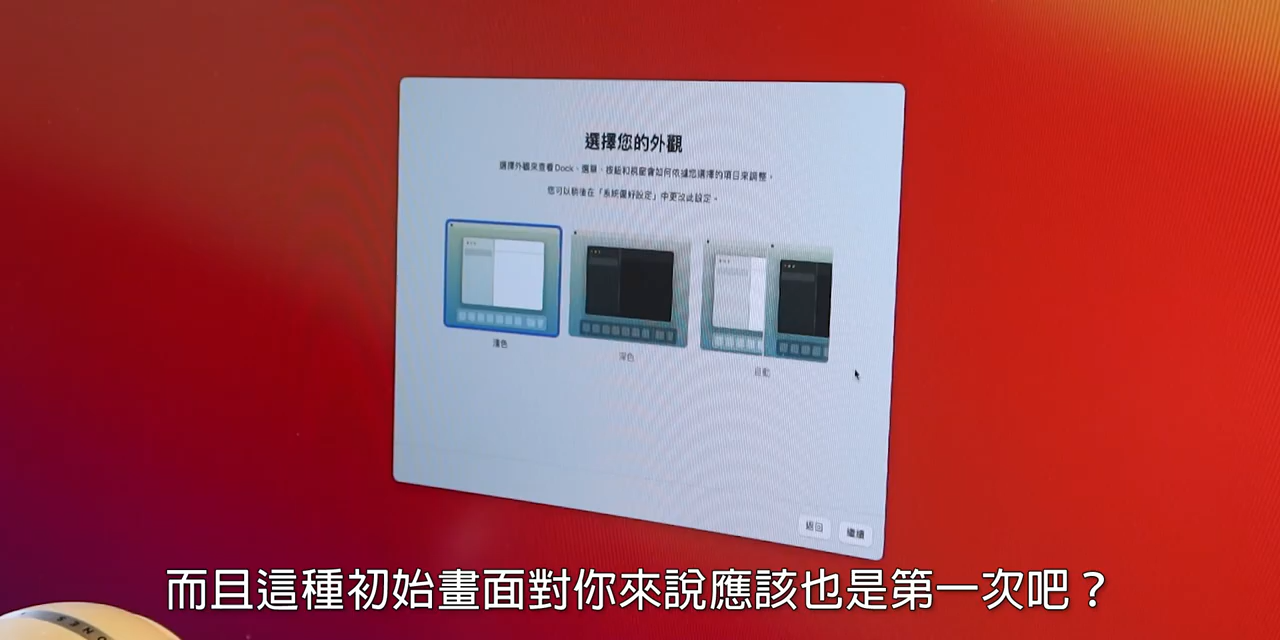 選擇您的外觀
選擇外觀來查看 Dock、選單、按鈕和視窗會如何依據您選擇的項目來調整。
您可以稍後在「系統偏好設定」中更改此設定。
淺色
深色
自動
返回
繼續
而且這種初始畫面對你來說應該也是第一次吧？